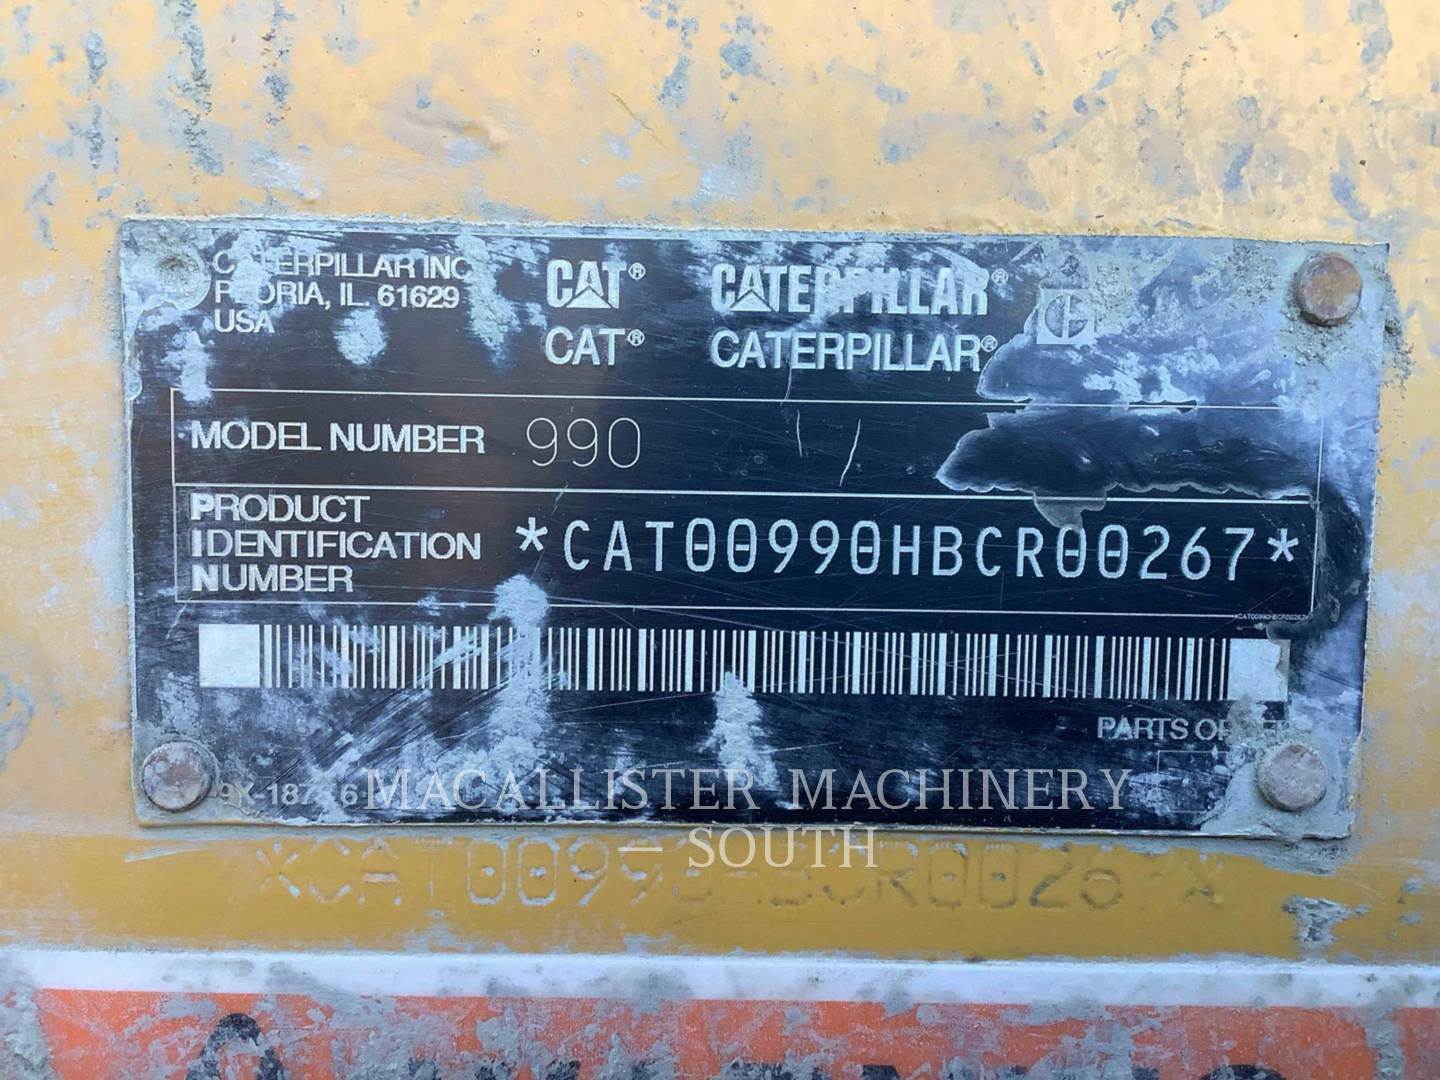 CATERPILLAR INC
PEORIA, IL. 61629
USA
CAT® CATERPILLAR®
CAT® CATERPILLAR®
MODEL NUMBER 990
PRODUCT
IDENTIFICATION
NUMBER
*CAT00990HBCR00267*
*CAT00990HBCR00267*
PARTS
MACALLISTER MACHINERY
– SOUTH